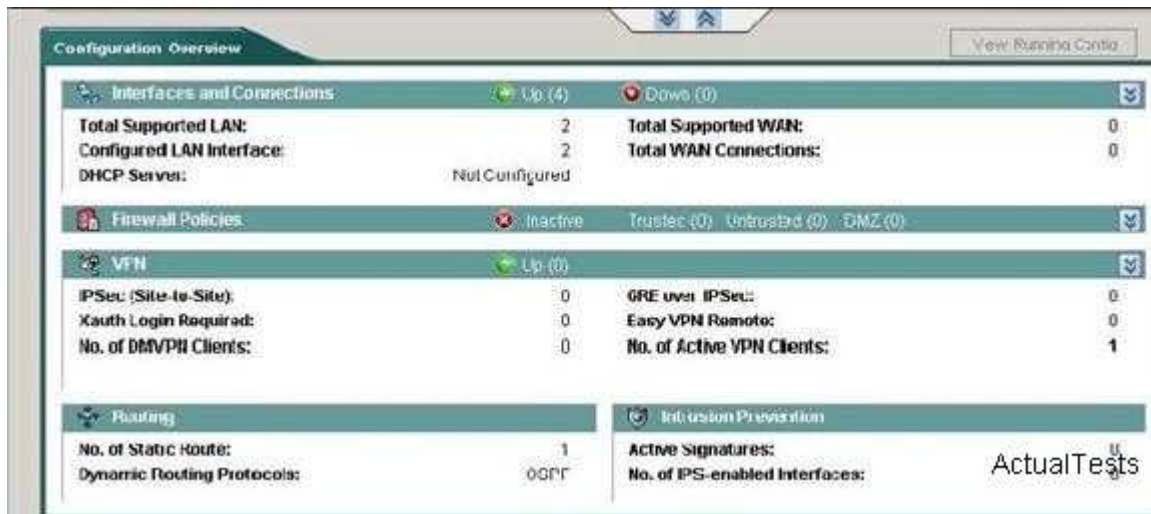 Configuration Overview
View Running Config
Interfaces and Connections Up (4) Down (0)
Total Supported LAN: 2 Total Supported WAN: 0
Configured LAN Interface: 2 Total WAN Connections: 0
DHCP Server: Not Configured
Firewall Policies Inactive Trusted (0) Untrusted (0) DMZ (0)
VPN Up (0)
IPSec (Site-to-Site): 0 GRE over IPSec: 0
Xauth Login Required: 0 Easy VPN Remote: 0
No. of DMVPN Clients: 0 No. of Active VPN Clients: 1
Routing Intrusion Prevention
No. of Static Route: 1 Active Signatures: 0
Dynamic Routing Protocols: OSPF No. of IPS-enabled Interfaces:
ActualTests